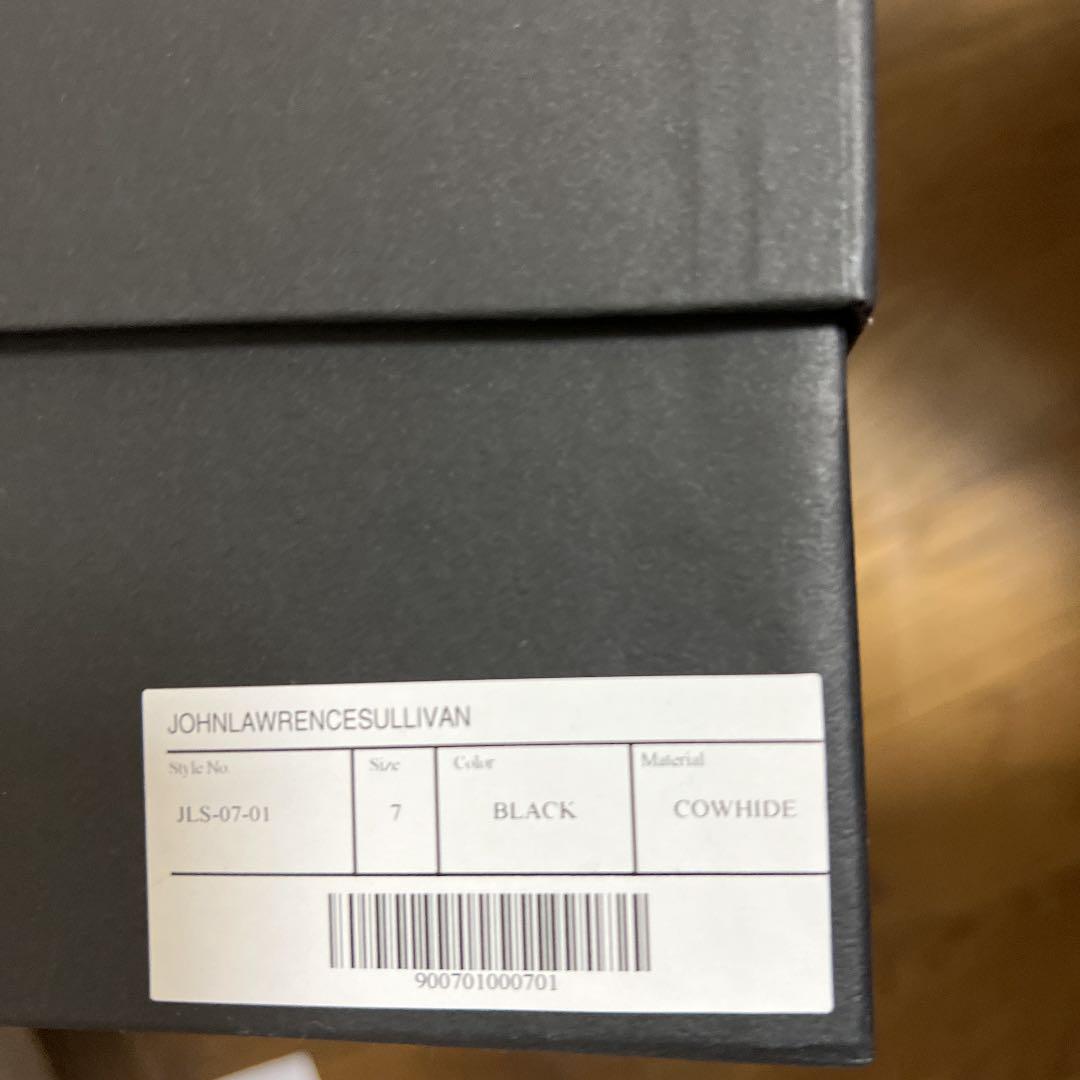 JOHNLAWRENCESULLIVAN
Style No. Size Color Material
JLS-07-01 7 BLACK COWHIDE
900701000701